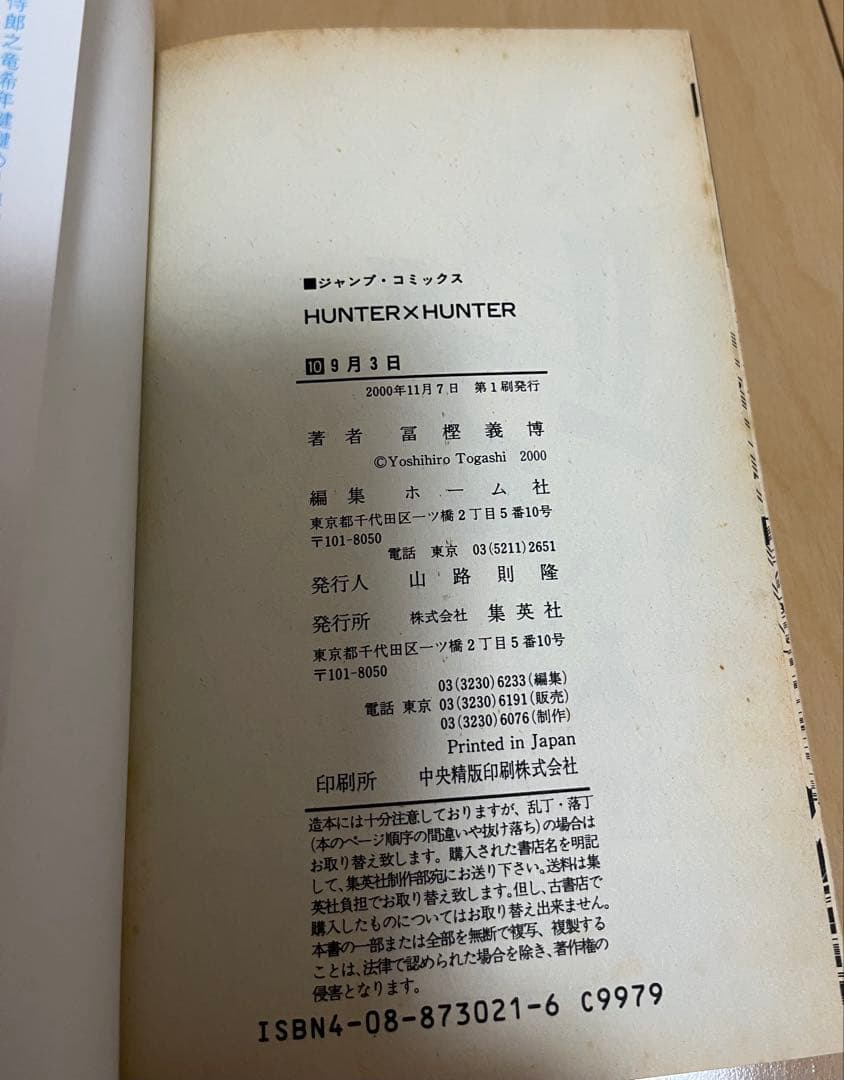 ■ジャンプ・コミックス
HUNTER×HUNTER
10 9月3日
2000年11月7日 第1刷発行
著者 冨樫義博
©Yoshihiro Togashi 2000
編集 ホーム社
東京都千代田区一ツ橋2丁目5番10号
〒101-8050
電話 東京 03(5211)2651
発行人 山路則隆
発行所 株式会社 集英社
東京都千代田区一ツ橋2丁目5番10号
〒101-8050
03(3230)6233(編集)
電話 東京 03(3230)6191(販売)
03(3230)6076(制作)
Printed in Japan
印刷所 中央精版印刷株式会社
造本には十分注意しておりますが、乱丁・落丁
(本のページ順序の間違いや抜け落ち)の場合は
お取り替え致します。購入された書店名を明記
して、集英社制作部宛にお送り下さい。送料は集
英社負担でお取り替え致します。但し、古書店で
購入したものについてはお取り替え出来ません。
本書の一部または全部を無断で複写、複製する
ことは、法律で認められた場合を除き、著作権の
侵害となります。
ISBN4-08-873021-6 C9979